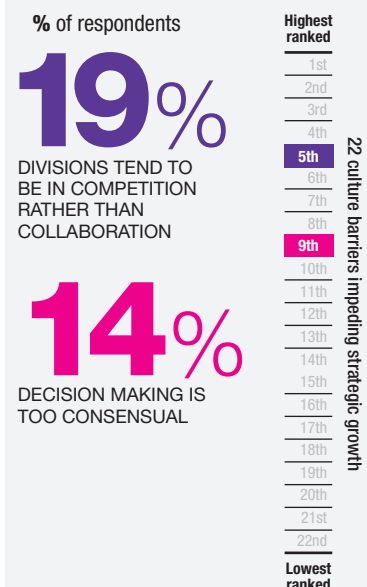 % of respondents
19%
DIVISIONS TEND TO
BE IN COMPETITION
RATHER THAN
COLLABORATION
14%
DECISION MAKING IS
TOO CONSENSUAL
Highest
ranked
1st
2nd
3rd
4th
5th
6th
7th
8th
9th
10th
11th
12th
13th
14th
15th
16th
17th
18th
19th
20th
21st
22nd
Lowest
ranked
22 culture barriers impeding strategic growth